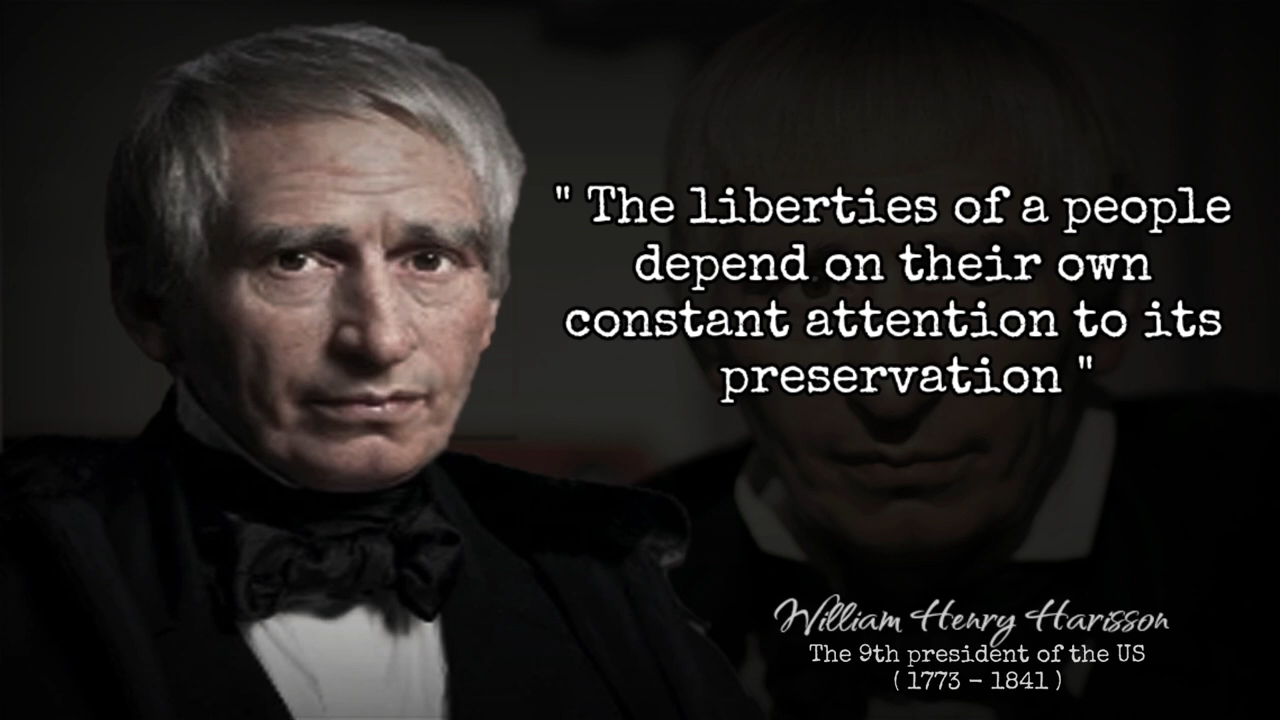 " The liberties of a people
depend on their own
constant attention to its
preservation "
William Henry Harisson
The 9th president of the US
( 1773 - 1841 )